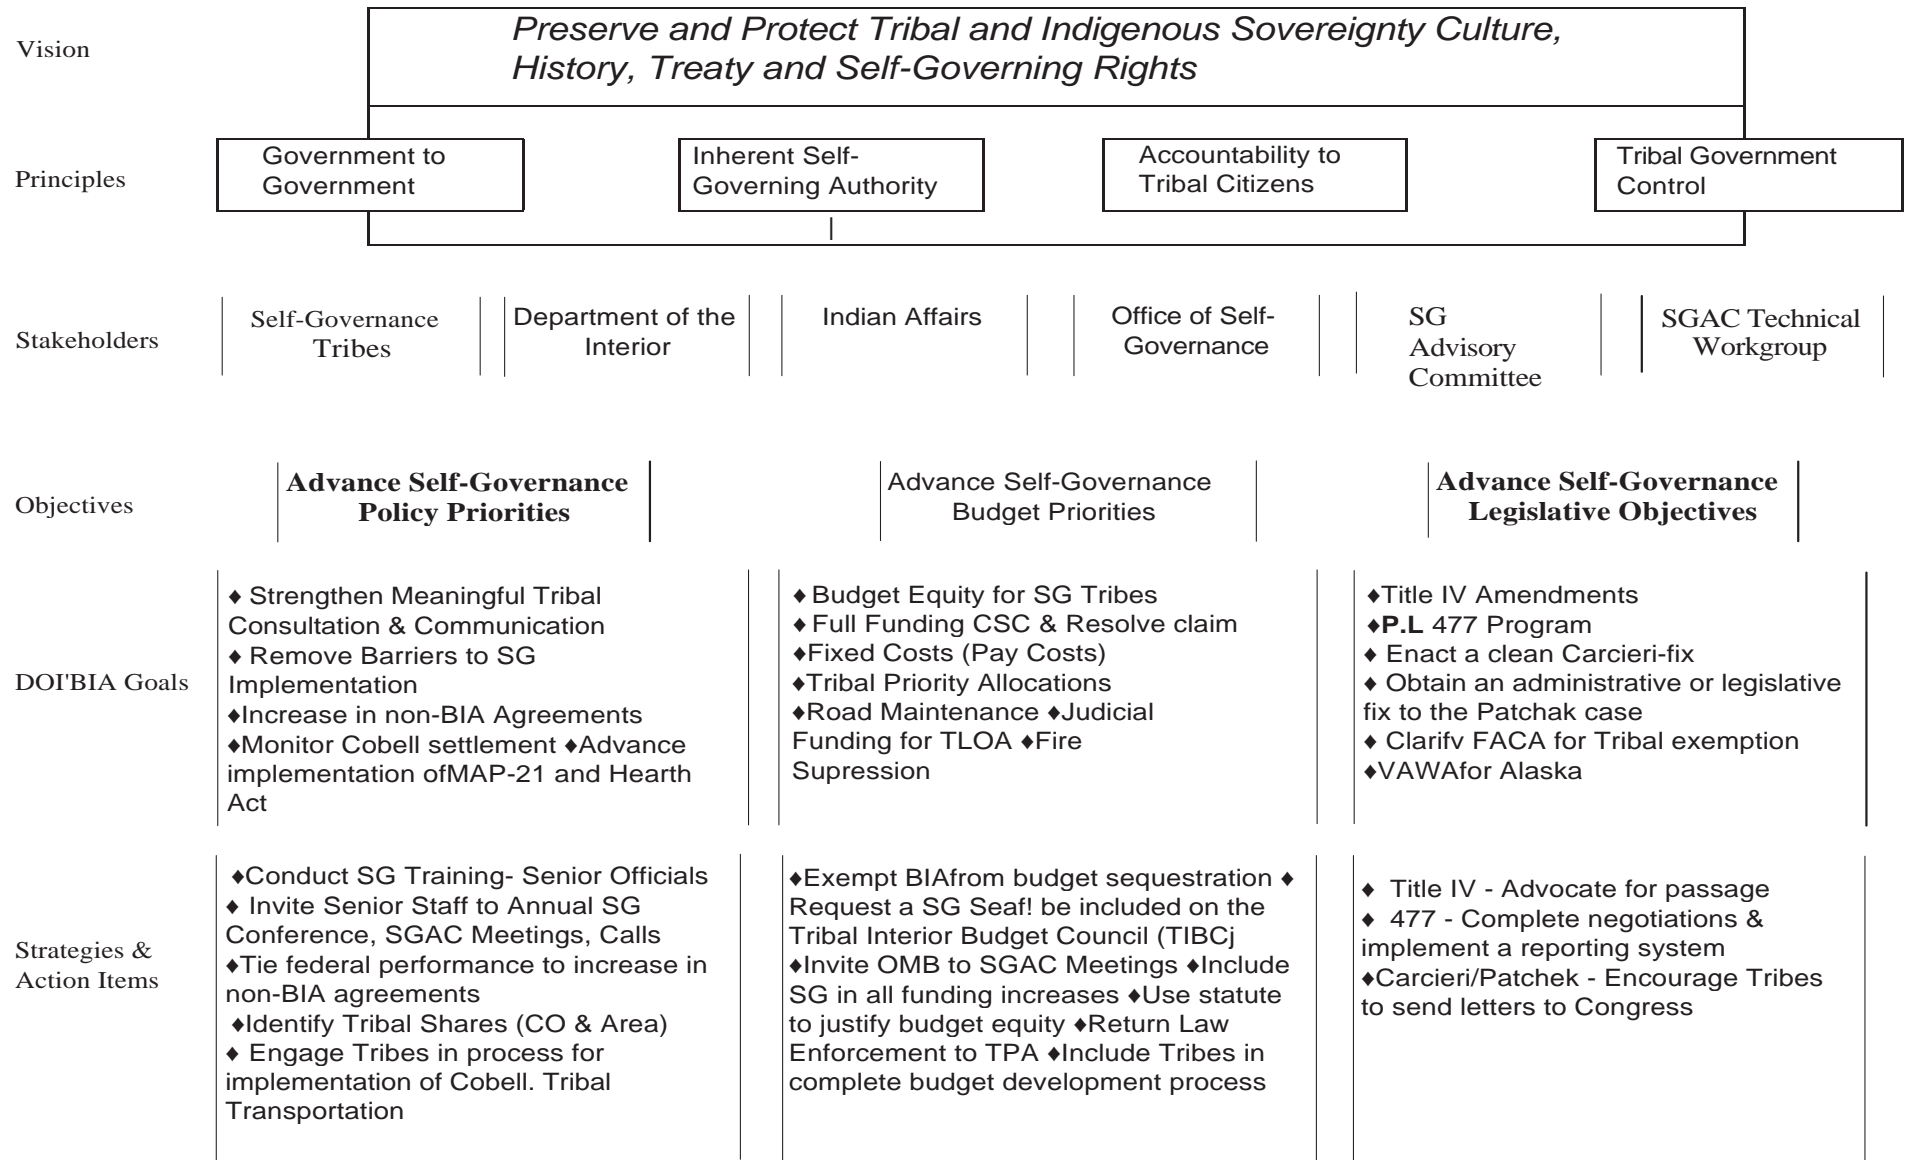 Vision
Preserve and Protect Tribal and Indigenous Sovereignty Culture,
History, Treaty and Self-Governing Rights
Principles
Government to
Government
Inherent Self-
Governing Authority
Accountability to
Tribal Citizens
Tribal Government
Control
Stakeholders
Self-Governance
Tribes
Department of the
Interior
Indian Affairs
Office of Self-
Governance
SG
Advisory
Committee
SGAC Technical
Workgroup
Objectives
Advance Self-Governance
Policy Priorities
Advance Self-Governance
Budget Priorities
Advance Self-Governance
Legislative Objectives
DOI'BIA Goals
♦ Strengthen Meaningful Tribal
Consultation & Communication
♦ Remove Barriers to SG
Implementation
♦Increase in non-BIA Agreements
♦Monitor Cobell settlement ♦Advance
implementation ofMAP-21 and Hearth
Act
♦Budget Equity for SG Tribes
♦Full Funding CSC & Resolve claim
♦Fixed Costs (Pay Costs)
♦Tribal Priority Allocations
♦Road Maintenance ♦Judicial
Funding for TLOA ♦Fire
Supression
♦Title IV Amendments
♦P.L 477 Program
♦ Enact a clean Carcieri-fix
♦ Obtain an administrative or legislative
fix to the Patchak case
♦ Clarifv FACA for Tribal exemption
♦VAWAfor Alaska
Strategies &
Action Items
♦Conduct SG Training- Senior Officials
♦ Invite Senior Staff to Annual SG
Conference, SGAC Meetings, Calls
♦Tie federal performance to increase in
non-BIA agreements
♦Identify Tribal Shares (CO & Area)
♦ Engage Tribes in process for
implementation of Cobell. Tribal
Transportation
♦Exempt BIAfrom budget sequestration ♦
Request a SG Seaf! be included on the
Tribal Interior Budget Council (TIBCj
♦Invite OMB to SGAC Meetings ♦Include
SG in all funding increases ♦Use statute
to justify budget equity ♦Return Law
Enforcement to TPA ♦Include Tribes in
complete budget development process
♦ Title IV - Advocate for passage
♦ 477 - Complete negotiations &
implement a reporting system
♦Carcieri/Patchek - Encourage Tribes
to send letters to Congress